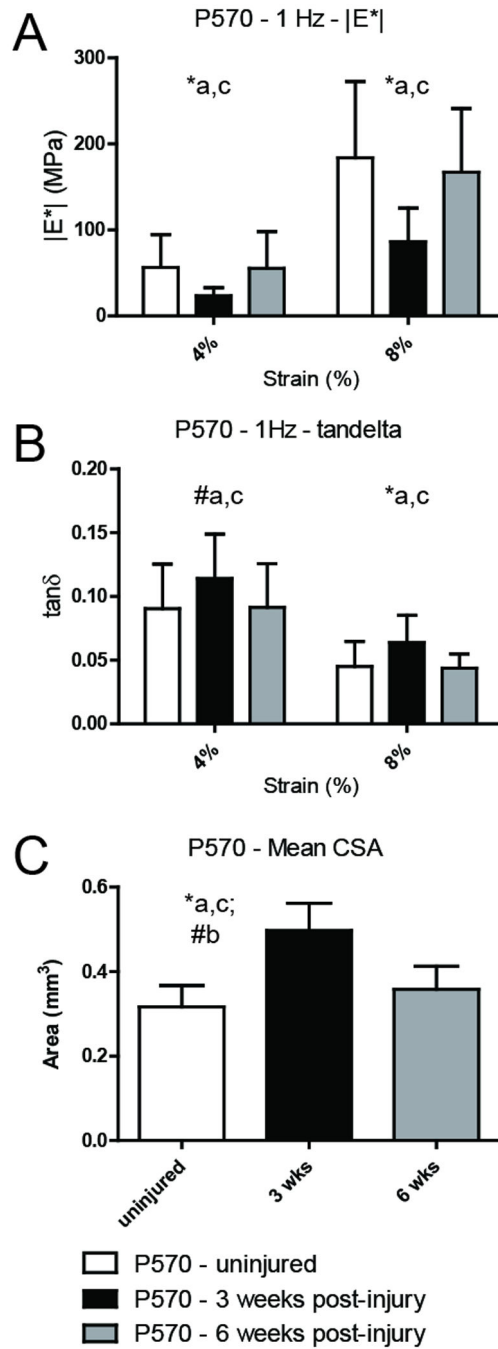 A
P570 - 1 Hz - |E*|
|E*| (MPa)
300
200
100
0
*a,c
*a,c
4%
8%
Strain (%)
B
P570 - 1Hz - tandelta
tanδ
0.20
0.15
0.10
0.05
0.00
#a,c
*a,c
4%
8%
Strain (%)
C
P570 - Mean CSA
Area (mm³)
0.6
0.4
0.2
0.0
*a,c;
#b
uninjured
3 wks
6 wks
P570 - uninjured
P570 - 3 weeks post-injury
P570 - 6 weeks post-injury